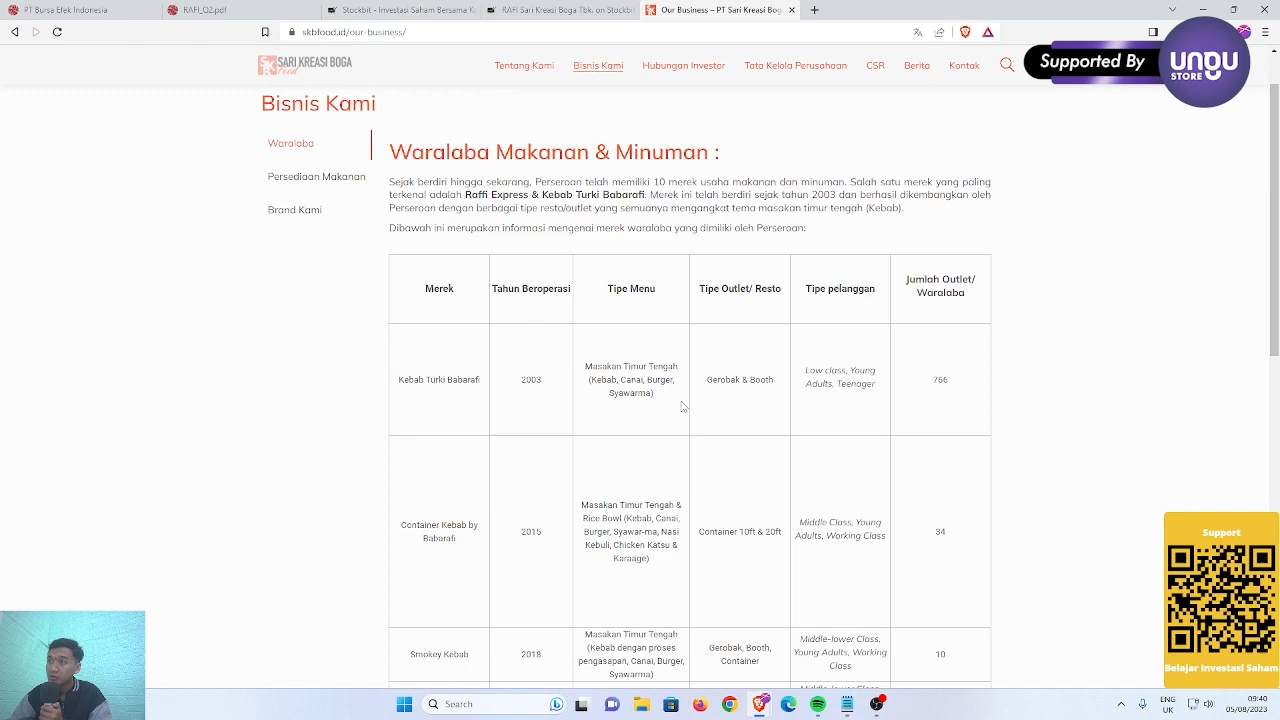 PT Bursa Efek Indonesia
RAFI_Q2.pdf
Stockbit - Investasi Saham Bersama Ko
RAFI Sari Kreasi Boga Tbk. on Stockbit
Our Business – PT Sari Kreasi B
skbfood.id/our-business/
SKB SARI KREASI BOGA
Food
Tentang Kami
Bisnis Kami
Hubungan Investor
Tata Kelola Perusahaan
CSR
Berita
Kontak
Supported By
UNGU
STORE
Bisnis Kami
Waralaba
Persediaan Makanan
Brand Kami
Waralaba Makanan & Minuman :
Sejak berdiri hingga sekarang, Perseroan telah memiliki 10 merek usaha makanan dan minuman. Salah satu merek yang paling
terkenal adalah Raffi Express & Kebab Turki Babarafi. Merek ini telah berdiri sejak tahun 2003 dan berhasil dikembangkan oleh
Perseroan dengan berbagai tipe resto/outlet yang semuanya mengangkat tema masakan timur tengah (Kebab).
Dibawah ini merupakan informasi mengenai merek waralaba yang dimiliki oleh Perseroan:
Merek
Tahun Beroperasi
Tipe Menu
Tipe Outlet/ Resto
Tipe pelanggan
Jumlah Outlet/
Waralaba
Kebab Turki Babarafi
2003
Masakan Timur Tengah
(Kebab, Canai, Burger,
Syawarma)
Gerobak & Booth
Low class, Young
Adults, Teenager
766
Container Kebab by
Babarafi
2015
Masakan Timur Tengah &
Rice Bowl (Kebab, Canai,
Burger, Syawar-ma, Nasi
Kebuli, Chicken Katsu &
Karaage)
Container 10ft & 20ft
Middle Class, Young
Adults, Working Class
34
Smokey Kebab
2018
Masakan Timur Tengah
(Kebab dengan proses
pengasapan, Canai, Burger,
Syawarma)
Gerobak, Booth,
Container
Middle-lower Class,
Young Adults, Working
Class
10
Middle-lower Class,
Support
Belajar Investasi Saham
Search
ENG
UK
09:40
05/08/2023